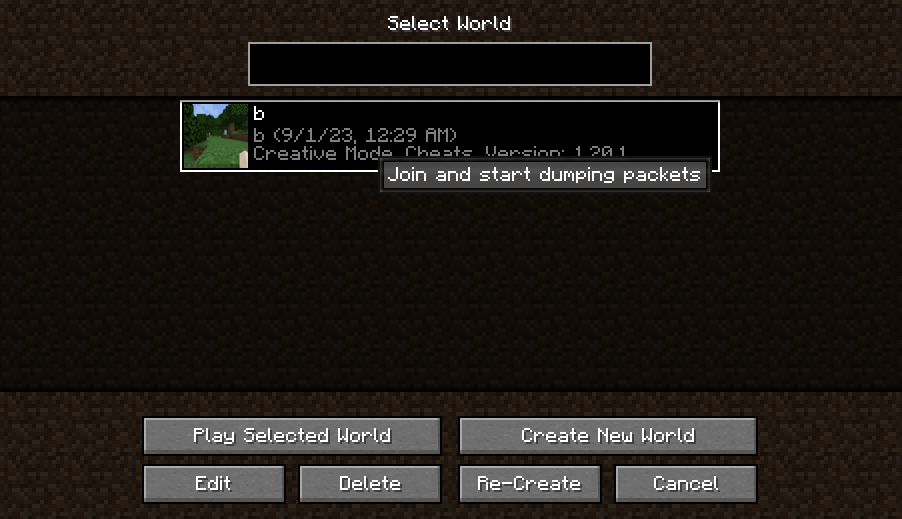 Select World
b
b (9/1/23, 12:29 AM)
Creative Mode, Cheats, Version: 1.20.1
Join and start dumping packets
Play Selected World
Create New World
Edit
Delete
Re-Create
Cancel